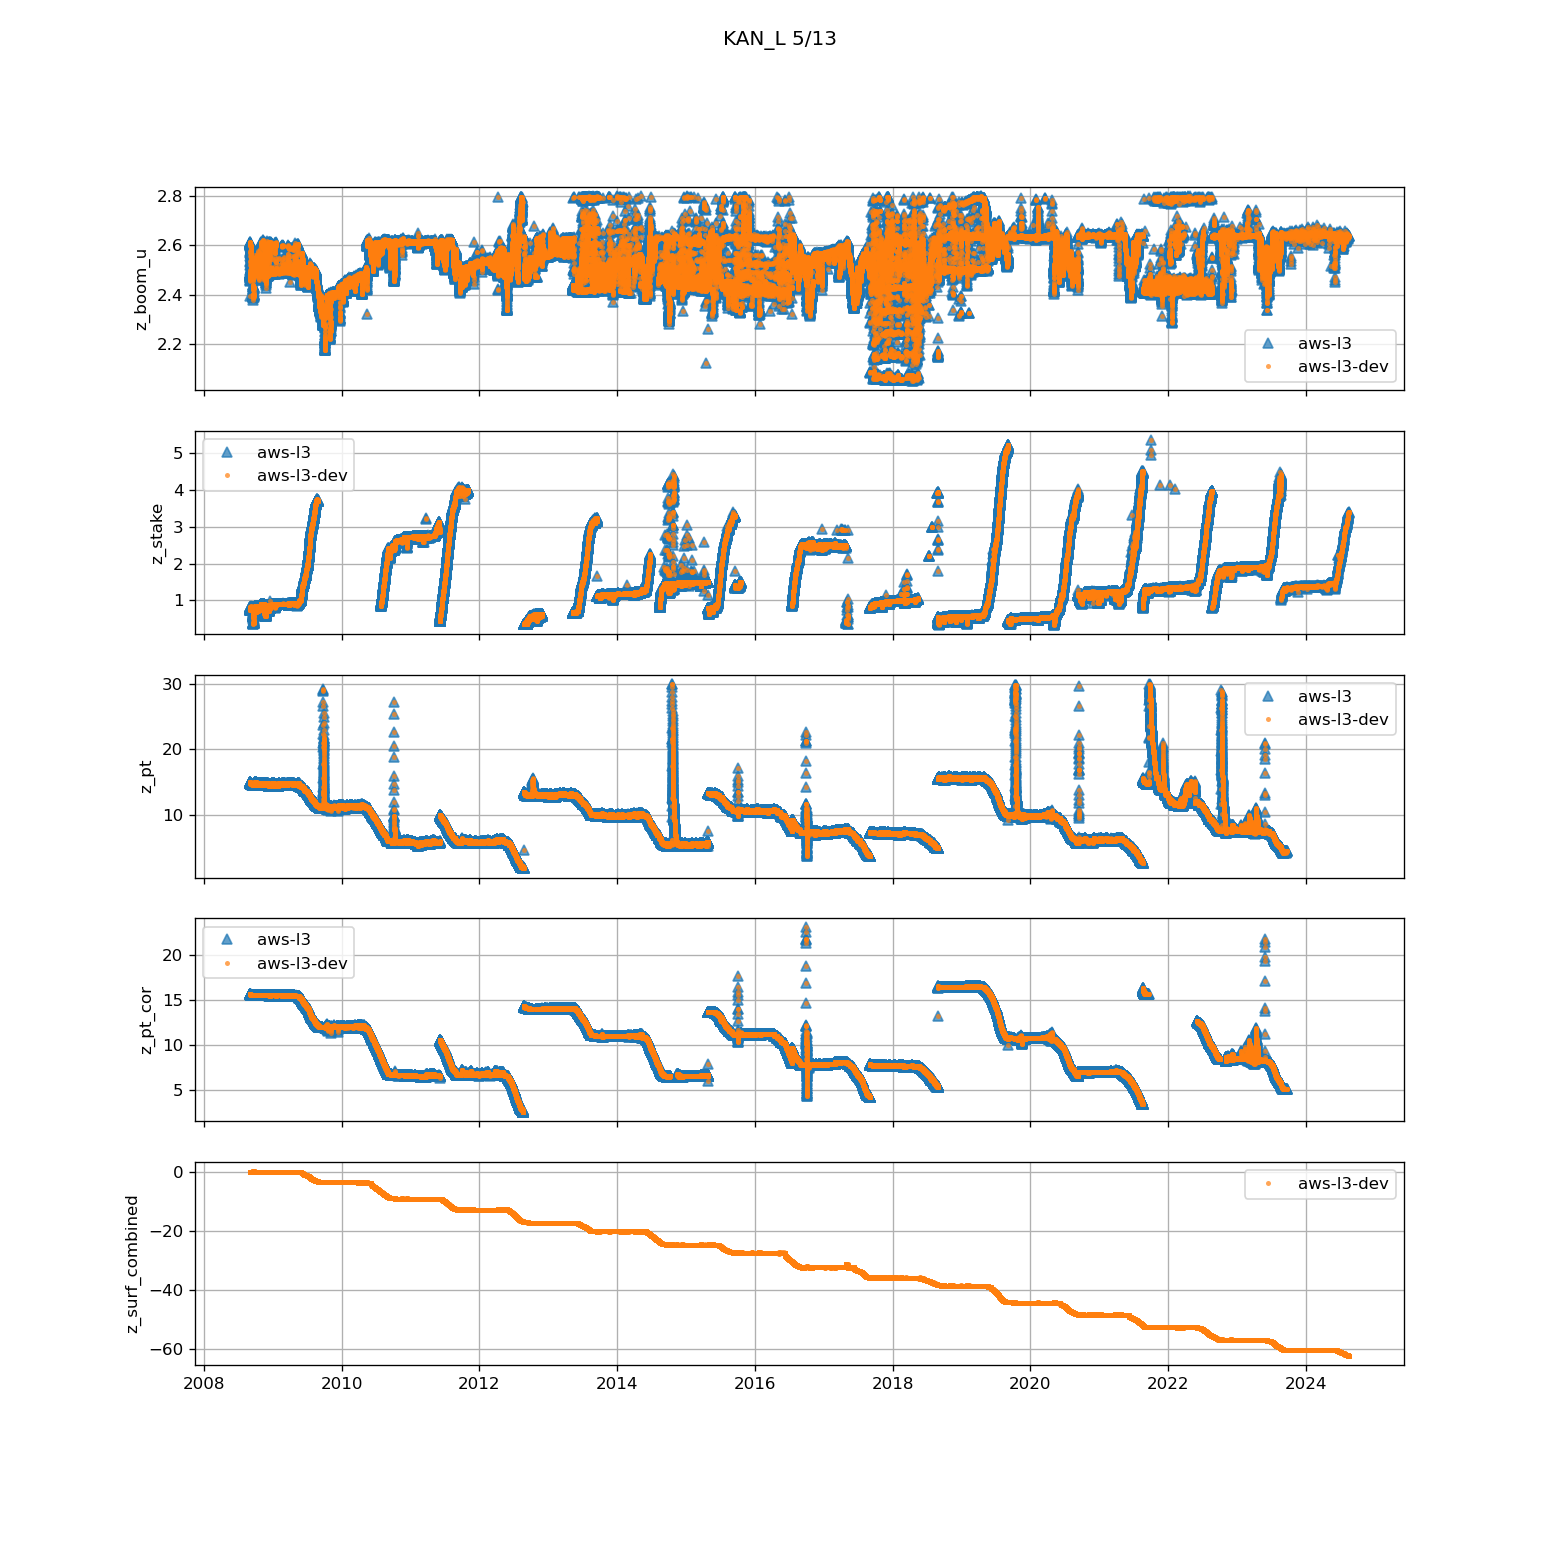 KAN_L 5/13
z_boom_u
2.8
2.6
2.4
2.2
aws-l3
aws-l3-dev
z_stake
5
4
3
2
1
aws-l3
aws-l3-dev
z_pt
30
20
10
aws-l3
aws-l3-dev
z_pt_cor
20
15
10
5
aws-l3
aws-l3-dev
z_surf_combined
0
−20
−40
−60
aws-l3-dev
2008 2010 2012 2014 2016 2018 2020 2022 2024